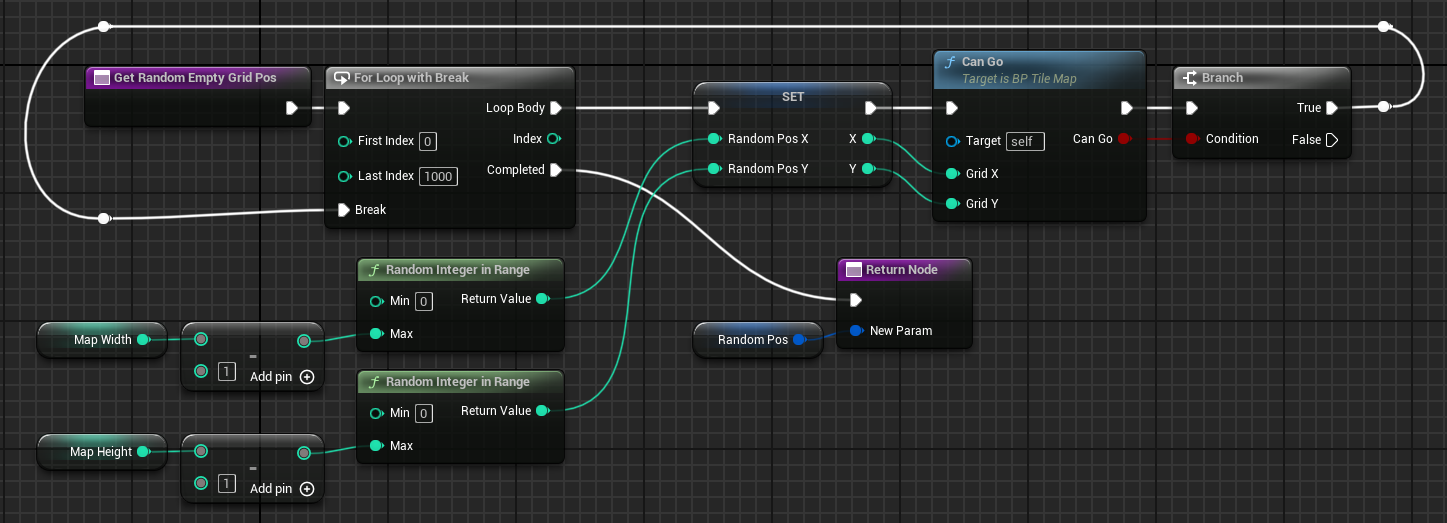 Get Random Empty Grid Pos
For Loop with Break
Loop Body
First Index 0
Index
Last Index 1000
Completed
Break
SET
Random Pos X
X
Random Pos Y
Y
Can Go
Target is BP Tile Map
Target self
Can Go
Grid X
Grid Y
Branch
True
Condition
False
Random Integer in Range
Min 0
Return Value
Max
Map Width
-
1
Add pin
Random Integer in Range
Min 0
Return Value
Max
Map Height
-
1
Add pin
Return Node
Random Pos
New Param